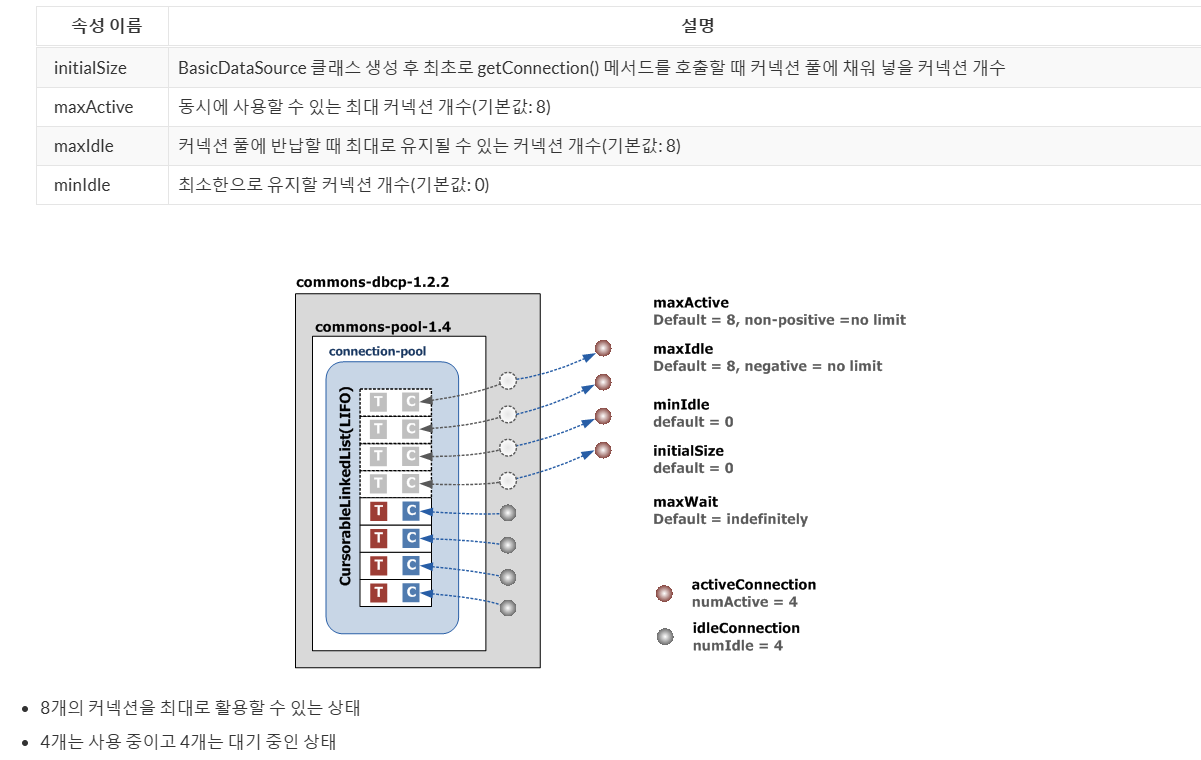 속성 이름 설명
initialSize BasicDataSource 클래스 생성 후 최초로 getConnection() 메서드를 호출할 때 커넥션 풀에 채워 넣을 커넥션 개수
maxActive 동시에 사용할 수 있는 최대 커넥션 개수(기본값: 8)
maxIdle 커넥션 풀에 반납할 때 최대로 유지될 수 있는 커넥션 개수(기본값: 8)
minIdle 최소한으로 유지할 커넥션 개수(기본값: 0)
commons-dbcp-1.2.2
commons-pool-1.4
connection-pool
CursorableLinkedList(LIFO)
T C
T C
T C
T C
T C
T C
T C
T C
maxActive
Default = 8, non-positive =no limit
maxIdle
Default = 8, negative = no limit
minIdle
default = 0
initialSize
default = 0
maxWait
Default = indefinitely
activeConnection
numActive = 4
idleConnection
numIdle = 4
8개의 커넥션을 최대로 활용할 수 있는 상태
4개는 사용 중이고 4개는 대기 중인 상태